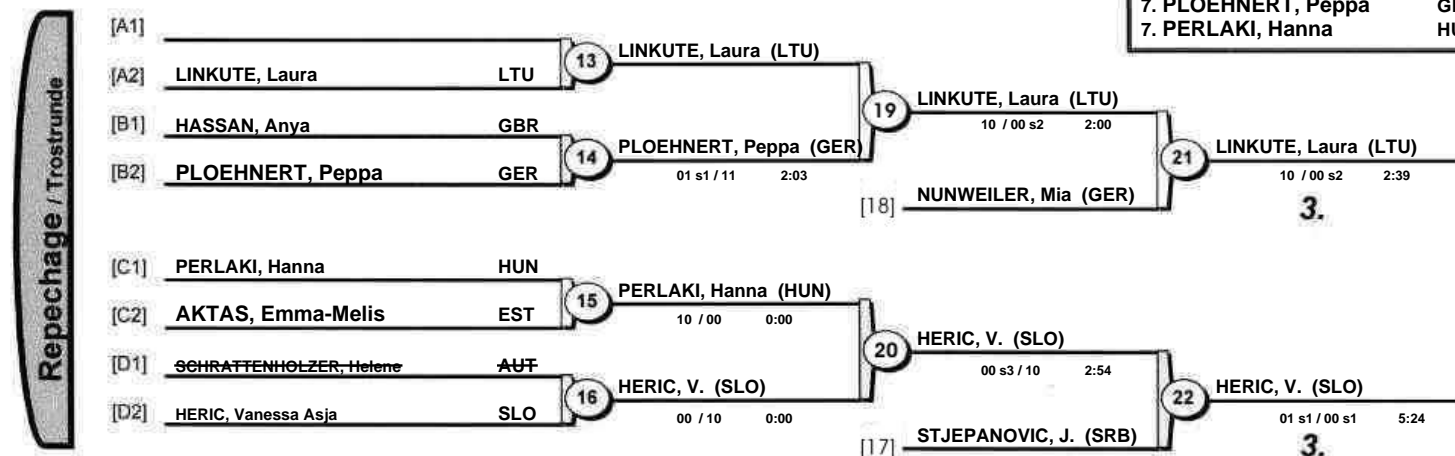 7. PLOEHNERT, Peppa
7. PERLAKI, Hanna
Repechage / Trostrunde
[A1]
[A2] LINKUTE, Laura LTU
13 LINKUTE, Laura (LTU)
[B1] HASSAN, Anya GBR
[B2] PLOEHNERT, Peppa GER
14 PLOEHNERT, Peppa (GER)
01 s1 / 11 2:03
19 LINKUTE, Laura (LTU)
10 / 00 s2 2:00
[18] NUNWEILER, Mia (GER)
21 LINKUTE, Laura (LTU)
10 / 00 s2 2:39
3.
[C1] PERLAKI, Hanna HUN
[C2] AKTAS, Emma-Melis EST
15 PERLAKI, Hanna (HUN)
10 / 00 0:00
[D1] SCHRATTENHOLZER, Helene AUT
[D2] HERIC, Vanessa Asja SLO
16 HERIC, V. (SLO)
00 / 10 0:00
20 HERIC, V. (SLO)
00 s3 / 10 2:54
[17] STJEPANOVIC, J. (SRB)
22 HERIC, V. (SLO)
01 s1 / 00 s1 5:24
3.